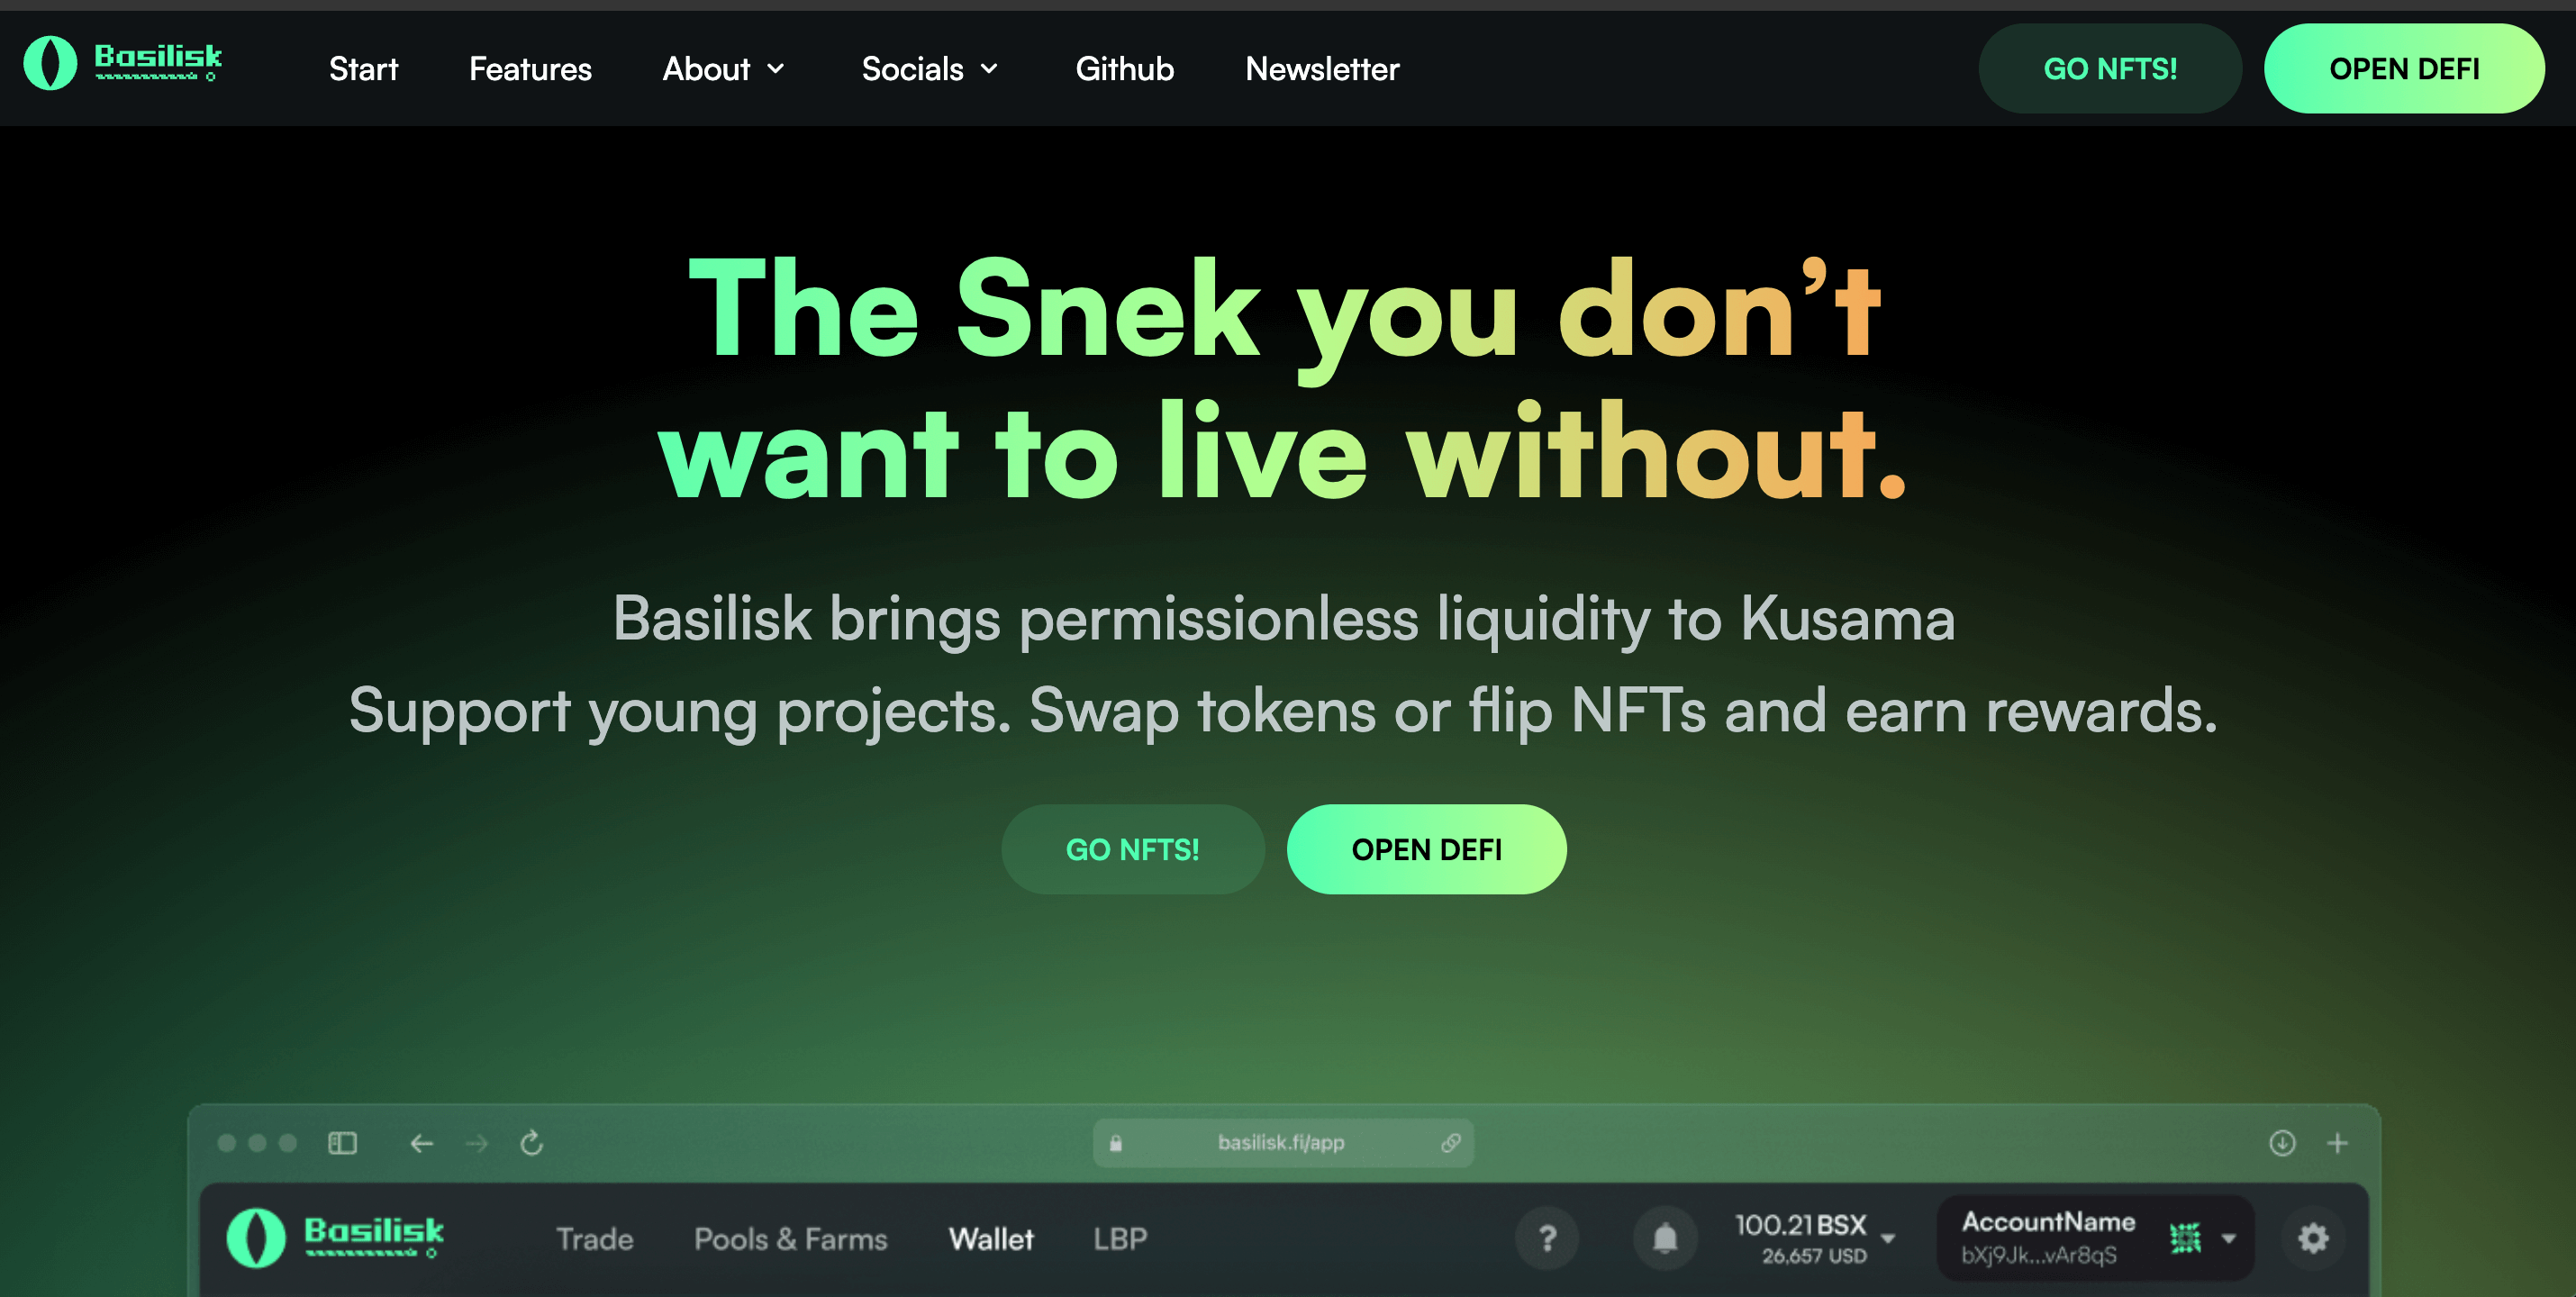 Basilisk
Start
Features
About
Socials
Github
Newsletter
GO NFTS!
OPEN DEFI
The Snek you don’t
want to live without.
Basilisk brings permissionless liquidity to Kusama
Support young projects. Swap tokens or flip NFTs and earn rewards.
GO NFTS!
OPEN DEFI
basilisk.fi/app
Basilisk
Trade
Pools & Farms
Wallet
LBP
?
100.21 BSX
26,657 USD
AccountName
bXj9Jk...vAr8qS